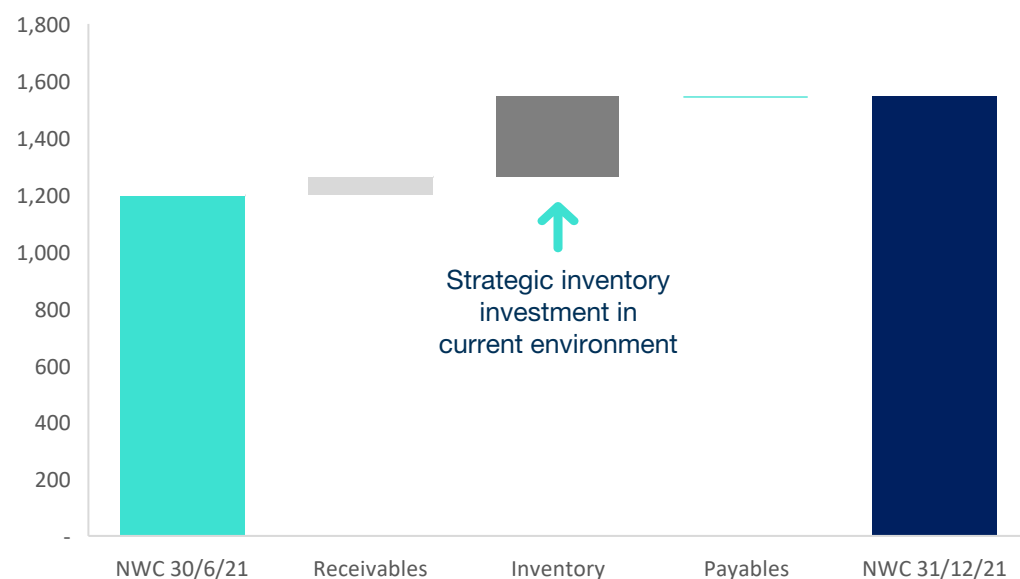 1,800
1,600
1,400
1,200
1,000
800
600
400
200
-
Strategic inventory
investment in
current environment
NWC 30/6/21 Receivables Inventory Payables NWC 31/12/21